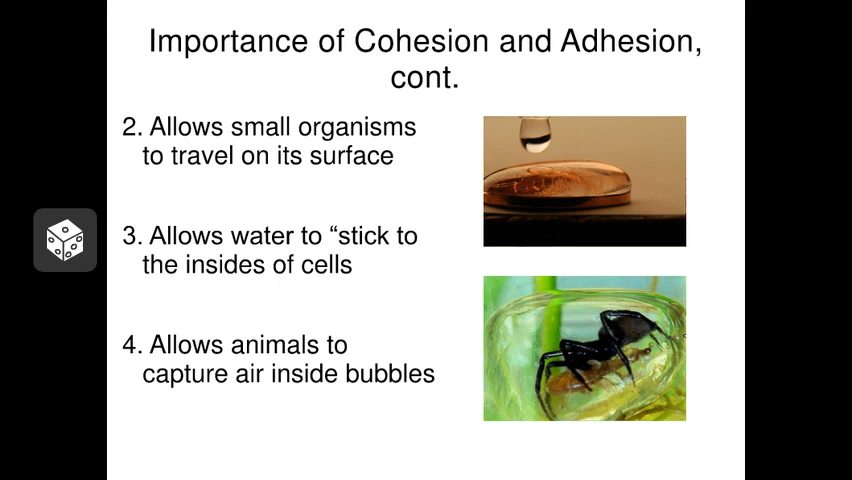 Importance of Cohesion and Adhesion,
cont.
2. Allows small organisms
to travel on its surface
3. Allows water to “stick to
the insides of cells
4. Allows animals to
capture air inside bubbles